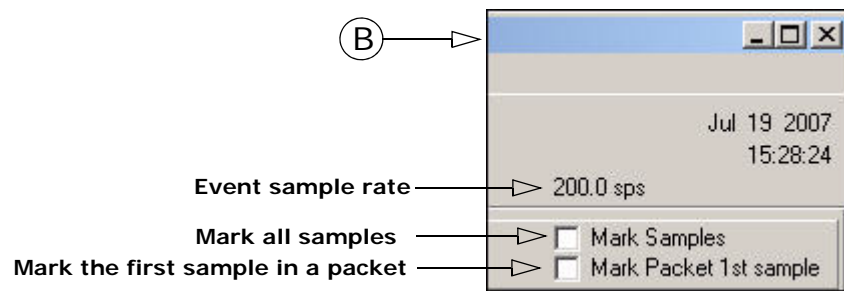 B
Jul 19 2007
15:28:24
Event sample rate 200.0 sps
Mark all samples Mark Samples
Mark the first sample in a packet Mark Packet 1st sample